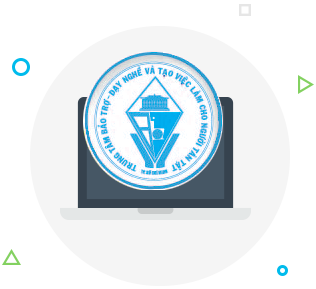 TRUNG TÂM BẢO TRỢ - DẠY NGHỀ VÀ TẠO VIỆC LÀM CHO NGƯỜI TÀN TẬT